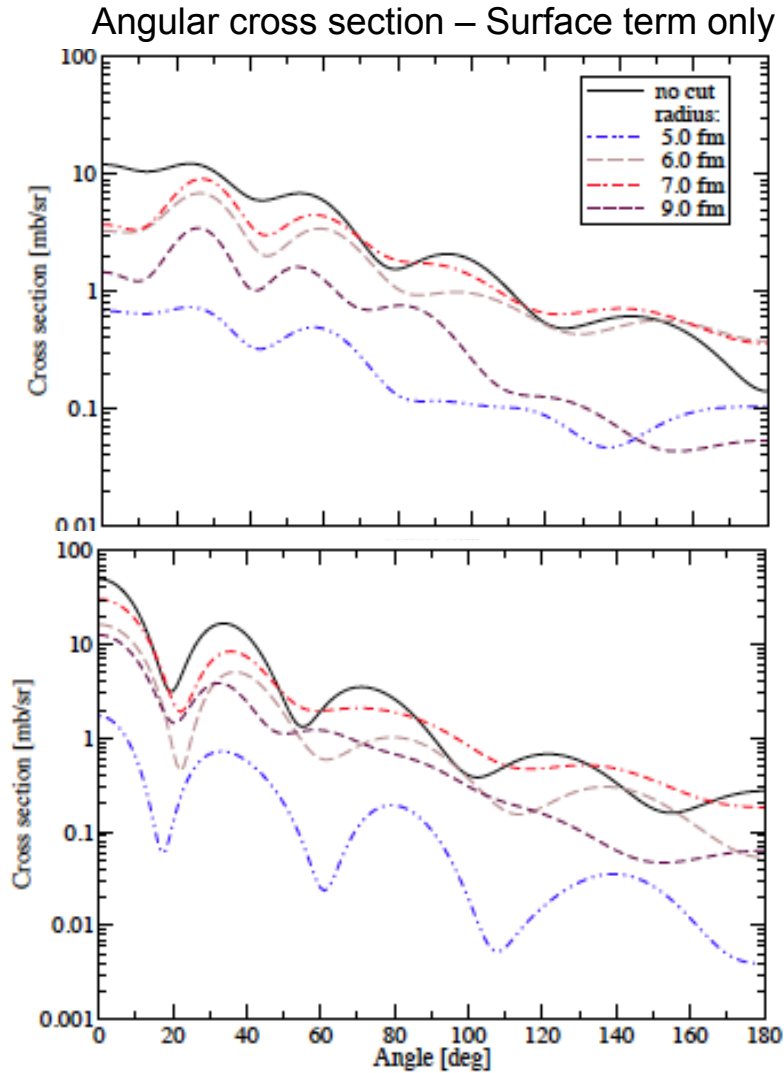 Angular cross section – Surface term only
100
10
1
0.1
0.01
Cross section [mb/sr]
no cut
radius:
5.0 fm
6.0 fm
7.0 fm
9.0 fm
100
10
1
0.1
0.01
0.001
Cross section [mb/sr]
0 20 40 60 80 100 120 140 160 180
Angle [deg]